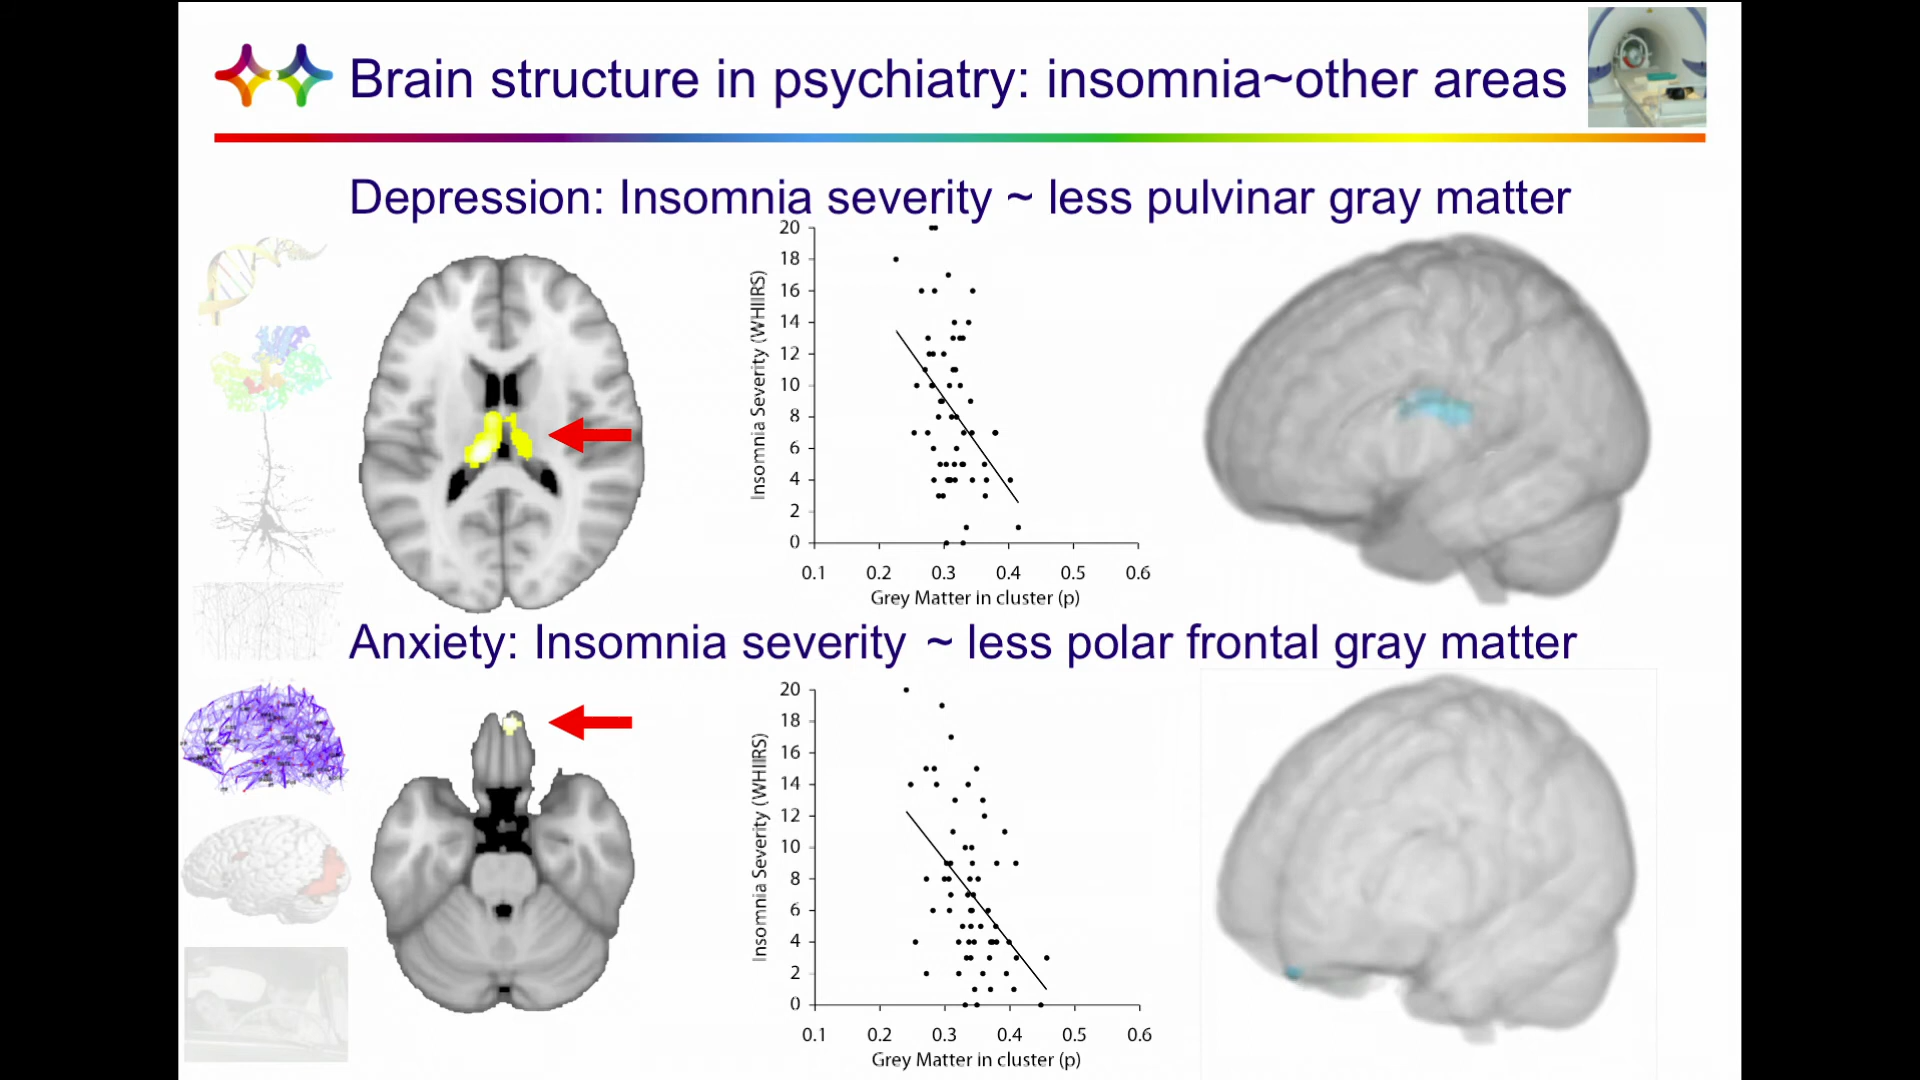 Brain structure in psychiatry: insomnia~other areas
Depression: Insomnia severity ~ less pulvinar gray matter
20
18
16
14
12
10
8
6
4
2
0
Insomnia Severity (WHIIRS)
0.1 0.2 0.3 0.4 0.5 0.6
Grey Matter in cluster (p)
Anxiety: Insomnia severity ~ less polar frontal gray matter
20
18
16
14
12
10
8
6
4
2
0
Insomnia Severity (WHIIRS)
0.1 0.2 0.3 0.4 0.5 0.6
Grey Matter in cluster (p)